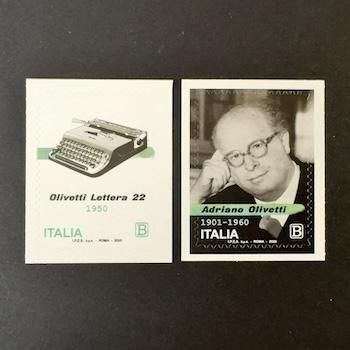 Olivetti Lettera 22
1950
ITALIA
B
I.P.Z.S. S.p.A. - ROMA - 2020
Adriano Olivetti
1901-1960
ITALIA
B
I.P.Z.S. S.p.A. - ROMA - 2020